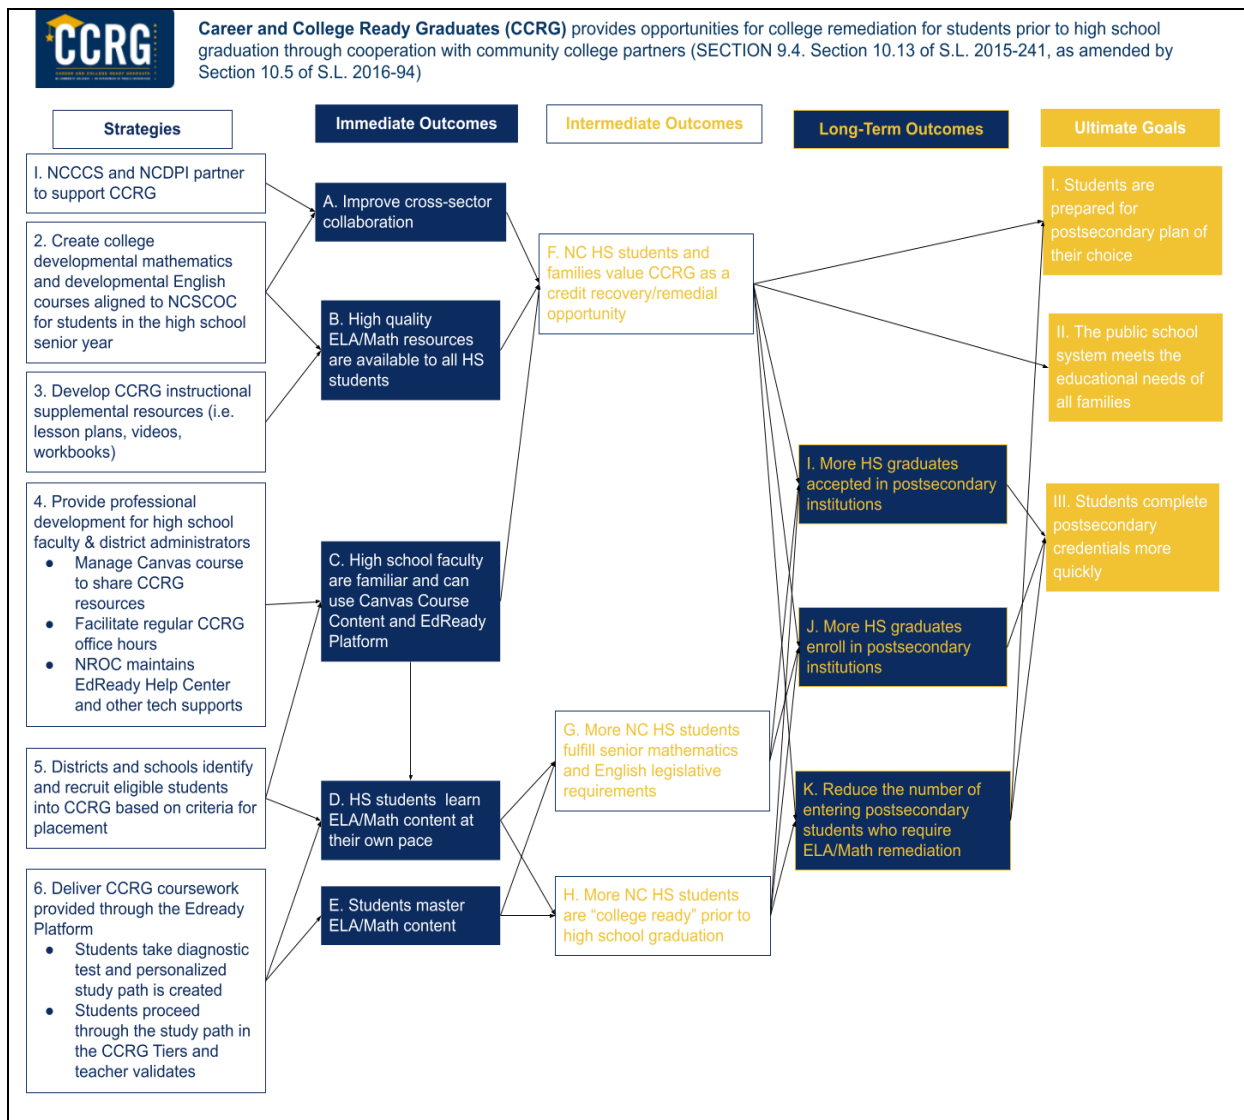 CCRG
CAREER AND COLLEGE READY GRADUATE
Career and College Ready Graduates (CCRG) provides opportunities for college remediation for students prior to high school
graduation through cooperation with community college partners (SECTION 9.4. Section 10.13 of S.L. 2015-241, as amended by
Section 10.5 of S.L. 2016-94)
Strategies
I. NCCCS and NCDPI partner
to support CCRG
2. Create college
developmental mathematics
and developmental English
courses aligned to NCSCOC
for students in the high school
senior year
3. Develop CCRG instructional
supplemental resources (i.e.
lesson plans, videos,
workbooks)
4. Provide professional
development for high school
faculty & district administrators
● Manage Canvas course
to share CCRG
resources
● Facilitate regular CCRG
office hours
● NROC maintains
EdReady Help Center
and other tech supports
5. Districts and schools identify
and recruit eligible students
into CCRG based on criteria for
placement
6. Deliver CCRG coursework
provided through the Edready
Platform
● Students take diagnostic
test and personalized
study path is created
● Students proceed
through the study path in
the CCRG Tiers and
teacher validates
Immediate Outcomes
A. Improve cross-sector
collaboration
B. High quality
ELA/Math resources
are available to all HS
students
C. High school faculty
are familiar and can
use Canvas Course
Content and EdReady
Platform
D. HS students learn
ELA/Math content at
their own pace
E. Students master
ELA/Math content
Intermediate Outcomes
F. NC HS students and
families value CCRG as a
credit recovery/remedial
opportunity
G. More NC HS students
fulfill senior mathematics
and English legislative
requirements
H. More NC HS students
are “college ready” prior to
high school graduation
Long-Term Outcomes
I. More HS graduates
accepted in postsecondary
institutions
J. More HS graduates
enroll in postsecondary
institutions
K. Reduce the number of
entering postsecondary
students who require
ELA/Math remediation
Ultimate Goals
I. Students are
prepared for
postsecondary plan of
their choice
II. The public school
system meets the
educational needs of
all families
III. Students complete
postsecondary
credentials more
quickly